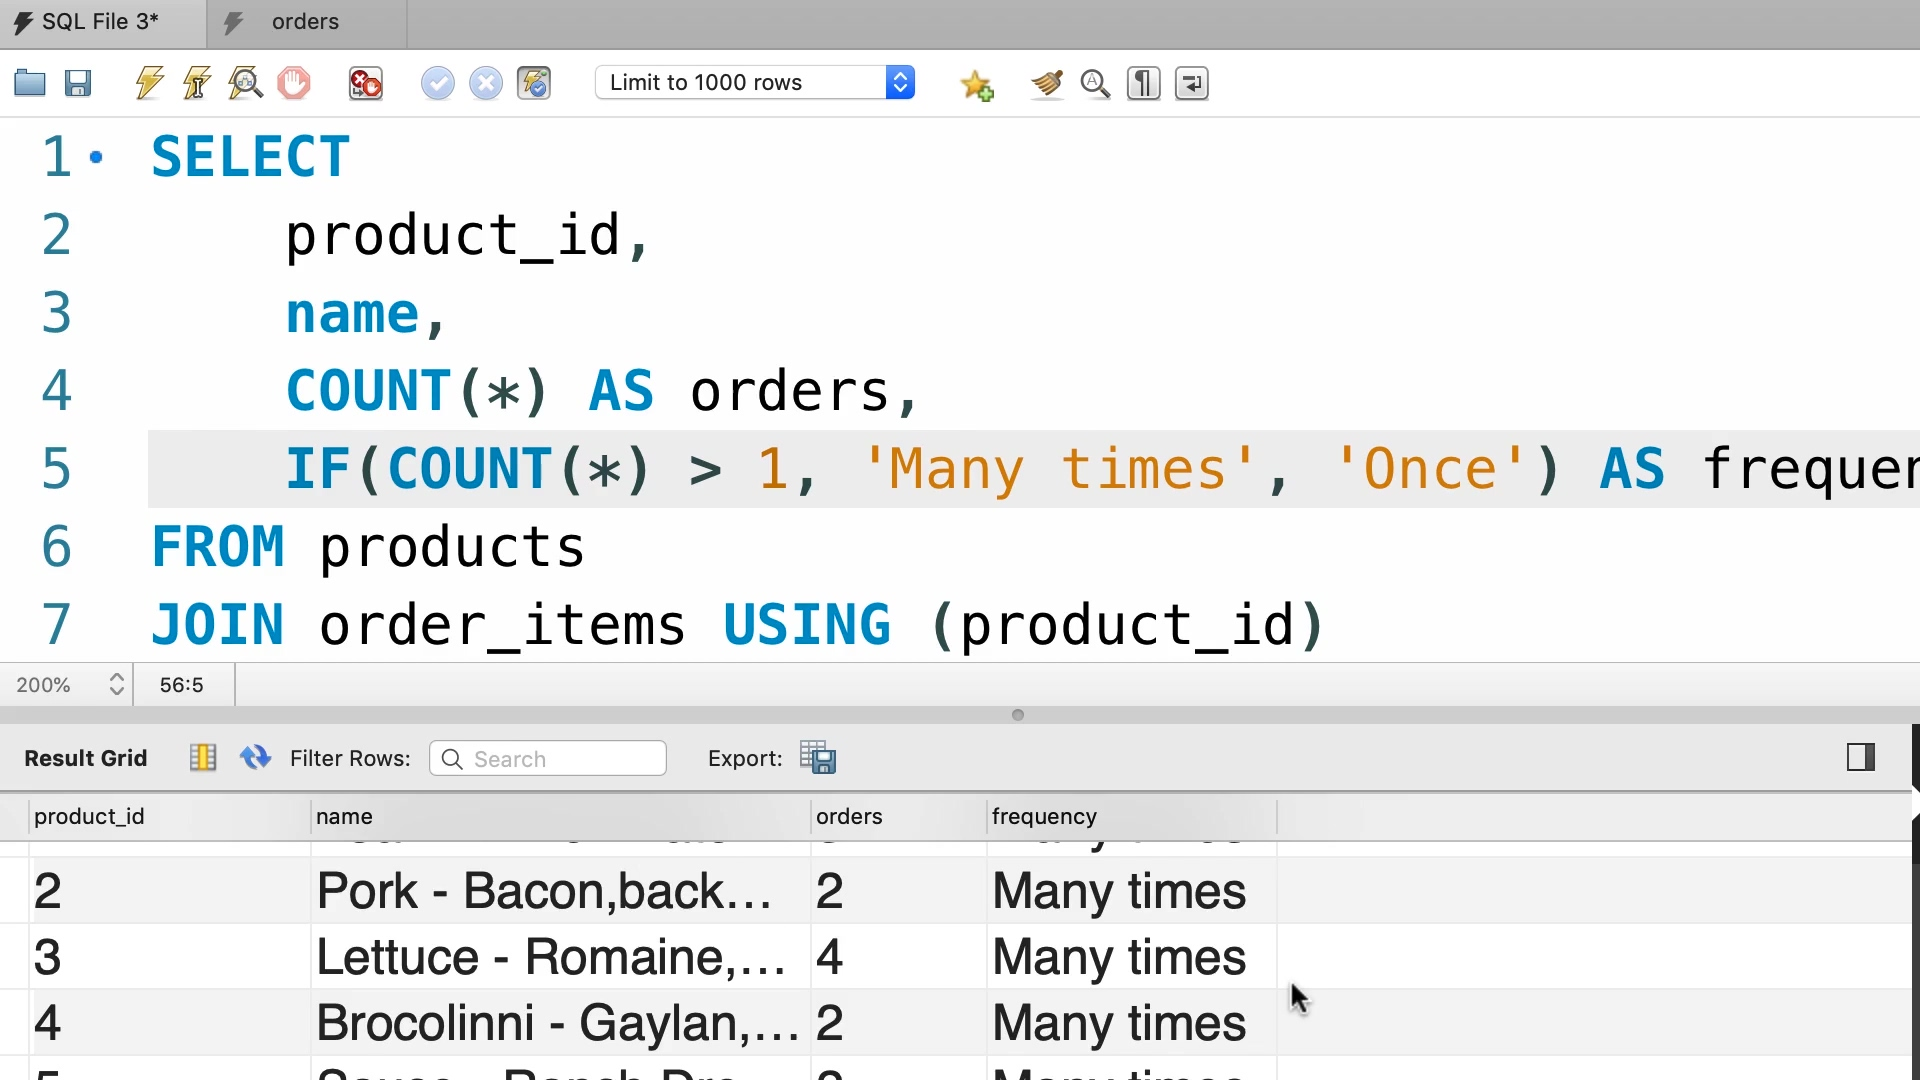 SQL File 3*
orders
Limit to 1000 rows
1 SELECT
2 product_id,
3 name,
4 COUNT(*) AS orders,
5 IF(COUNT(*) > 1, 'Many times', 'Once') AS frequen
6 FROM products
7 JOIN order_items USING (product_id)
200% 56:5
Result Grid Filter Rows: Search Export:
product_id name orders frequency
2 Pork - Bacon,back... 2 Many times
3 Lettuce - Romaine,... 4 Many times
4 Brocolinni - Gaylan,... 2 Many times